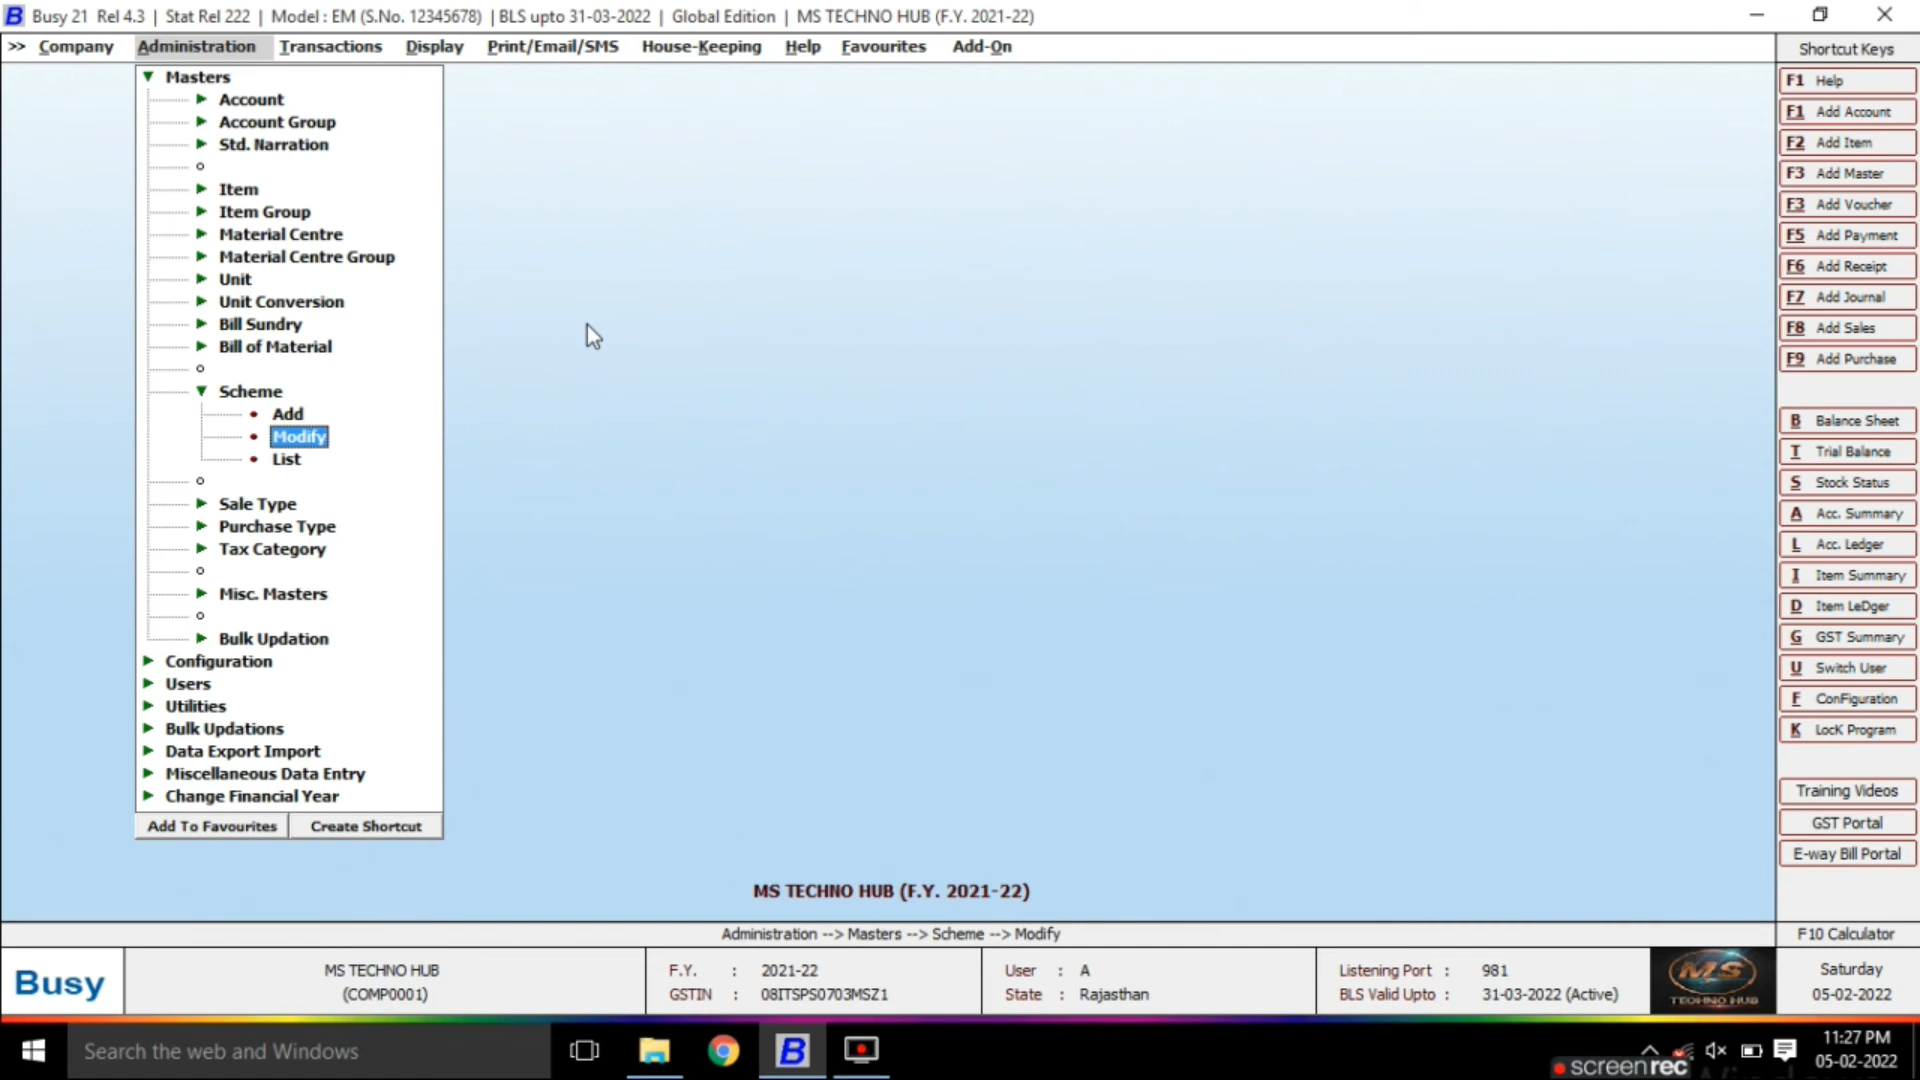 Busy 21 Rel 4.3 | Stat Rel 222 | Model : EM (S.No. 12345678) | BLS upto 31-03-2022 | Global Edition | MS TECHNO HUB (F.Y. 2021-22)
>> Company Administration Transactions Display Print/Email/SMS House-Keeping Help Favourites Add-On
Shortcut Keys
Masters
Account
Account Group
Std. Narration
Item
Item Group
Material Centre
Material Centre Group
Unit
Unit Conversion
Bill Sundry
Bill of Material
Scheme
Add
Modify
List
Sale Type
Purchase Type
Tax Category
Misc. Masters
Bulk Updation
Configuration
Users
Utilities
Bulk Updations
Data Export Import
Miscellaneous Data Entry
Change Financial Year
Add To Favourites Create Shortcut
F1 Help
F1 Add Account
F2 Add Item
F3 Add Master
F3 Add Voucher
F5 Add Payment
F6 Add Receipt
F7 Add Journal
F8 Add Sales
F9 Add Purchase
B Balance Sheet
T Trial Balance
S Stock Status
A Acc. Summary
L Acc. Ledger
I Item Summary
D Item LeDger
G GST Summary
U Switch User
F ConFiguration
K LocK Program
Training Videos
GST Portal
E-way Bill Portal
MS TECHNO HUB (F.Y. 2021-22)
Administration --> Masters --> Scheme --> Modify
F10 Calculator
Busy
MS TECHNO HUB
(COMP0001)
F.Y. : 2021-22
GSTIN : 08ITSPS0703MSZ1
User : A
State : Rajasthan
Listening Port : 981
BLS Valid Upto : 31-03-2022 (Active)
MS
TECHNO HUB
Saturday
05-02-2022
Search the web and Windows
B
11:27 PM
05-02-2022
screenrec